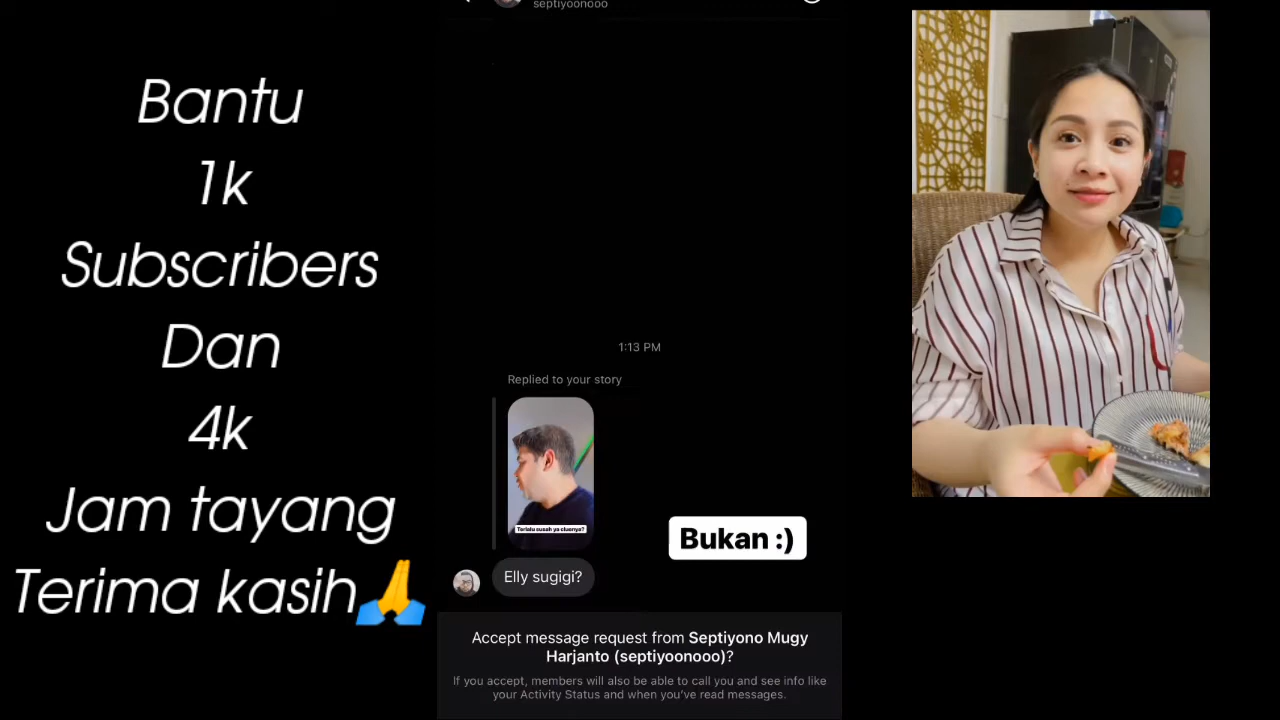 Bantu
1k
Subscribers
Dan
4k
Jam tayang
Terima kasih🙏
septiyoonooo
1:13 PM
Replied to your story
Terlalu susah ya cluenya?
Bukan :)
Elly sugigi?
Accept message request from Septiyono Mugy
Harjanto (septiyoonooo)?
If you accept, members will also be able to call you and see info like
your Activity Status and when you've read messages.